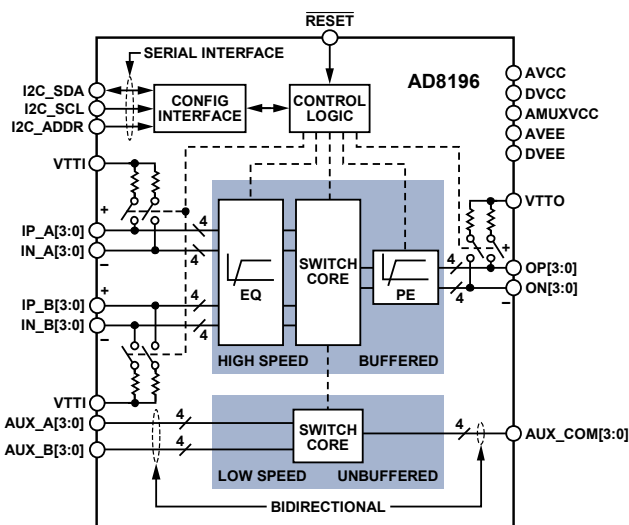 RESET
SERIAL INTERFACE
AD8196
I2C_SDA
I2C_SCL
I2C_ADDR
CONFIG
INTERFACE
CONTROL
LOGIC
AVCC
DVCC
AMUXVCC
AVEE
DVEE
VTTI
VTTO
+
IP_A[3:0]
4
IN_A[3:0]
4
–
EQ
SWITCH
CORE
PE
+
4
OP[3:0]
4
ON[3:0]
–
+
IP_B[3:0]
4
IN_B[3:0]
4
–
HIGH SPEED
BUFFERED
VTTI
AUX_A[3:0]
4
AUX_B[3:0]
4
SWITCH
CORE
4
AUX_COM[3:0]
LOW SPEED
UNBUFFERED
BIDIRECTIONAL